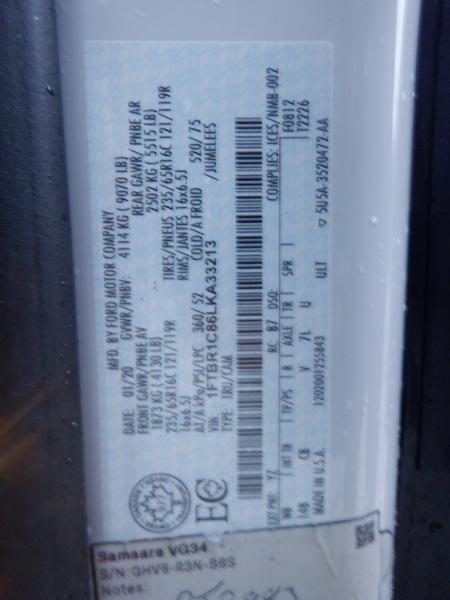 MFD. BY FORD MOTOR COMPANY
DATE: 01/20 GVWR/PNBV: 4114 KG ( 9070 LB)
FRONT GAWR/ PNBE AV REAR GAWR/ PNBE AR
1873 KG ( 4130 LB) 2502 KG ( 5515 LB)
235/65R16C 121/119R TIRES/PNEUS 235/65R16C 121/119R
16x6.5J RIMS/JANTES 16x6.5J
AT/A kPa/PSI/LPC 360/ 52 COLD/A FROID 520/ 75
VIN: 1FTBR1C86LKA33213 /JUMELEES
TYPE: TRU/CAM
COMPLIES: ICES/NMB-002
F0812
T2226
EXT PNT: YZ RC: B7 DSO:
WB INT TR TP/PS R AXLE TR SPR
148 CB V 7L U ULT ▽ 5U5A-3520472-AA
MADE IN U.S.A. 1202001255843
EC
Samsara VG34
S/N: GHV6-R3N-B6S
Notes: